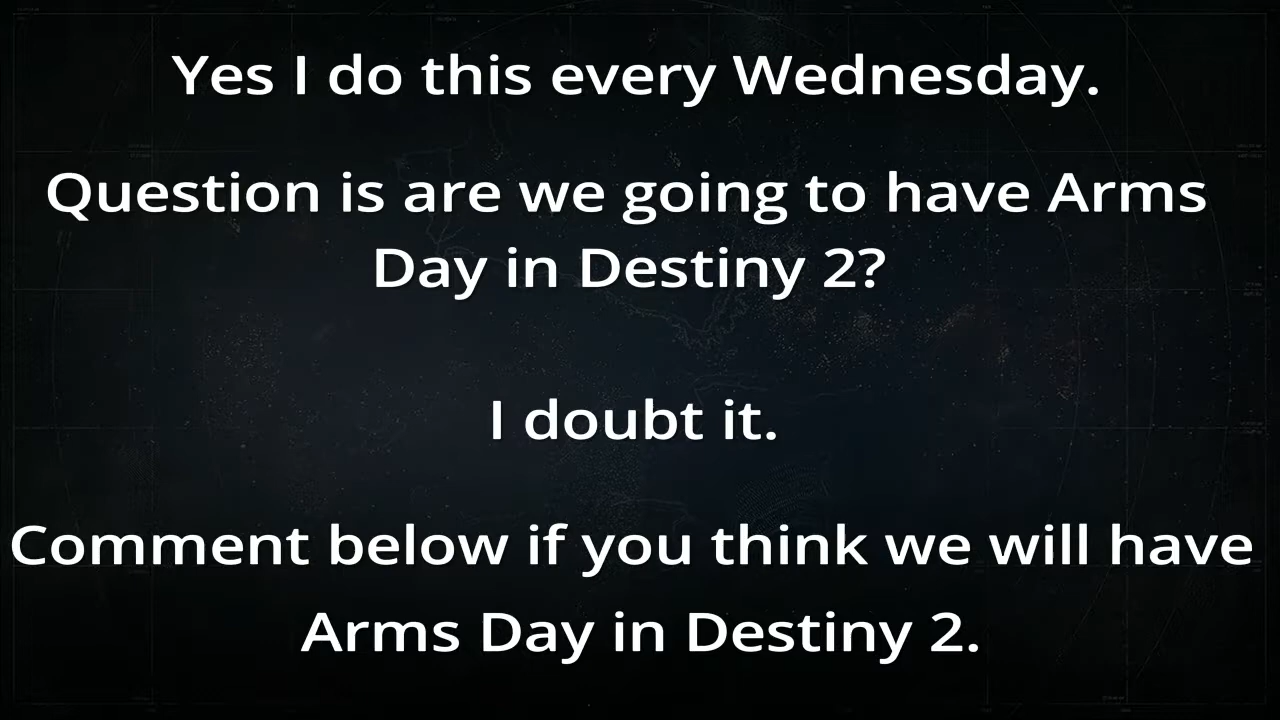 Yes I do this every Wednesday.
Question is are we going to have Arms
Day in Destiny 2?
I doubt it.
Comment below if you think we will have
Arms Day in Destiny 2.